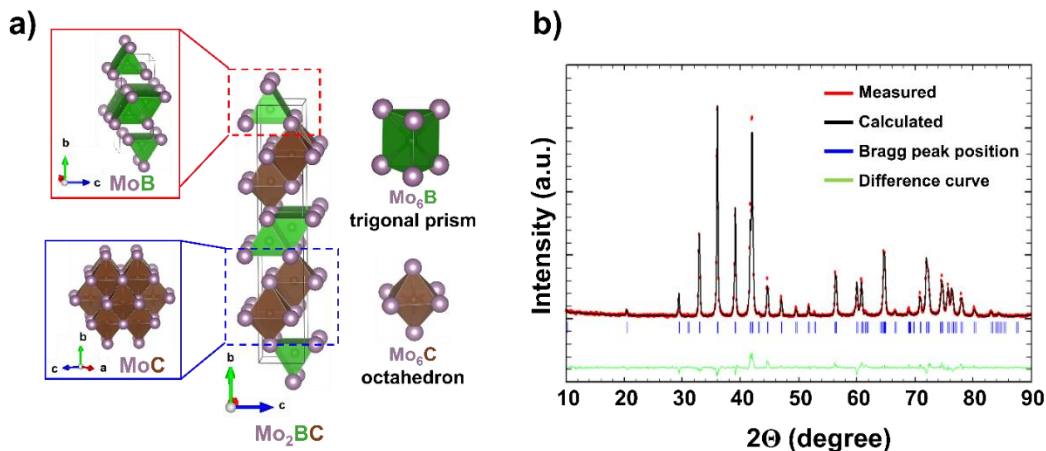 a)
b
c
MoB
b
c
a
MoC
b
c
Mo₂BC
Mo₆B
trigonal prism
Mo₆C
octahedron
b)
Intensity (a.u.)
Measured
Calculated
Bragg peak position
Difference curve
10 20 30 40 50 60 70 80 90
2Θ (degree)